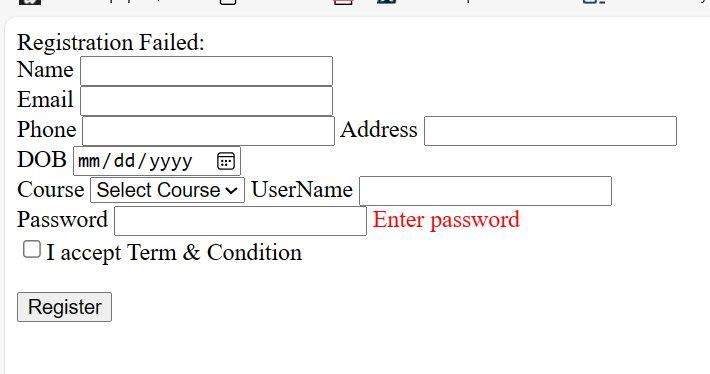 Registration Failed:
Name
Email
Phone Address
DOB mm/dd/yyyy
Course Select Course UserName
Password Enter password
I accept Term & Condition
Register